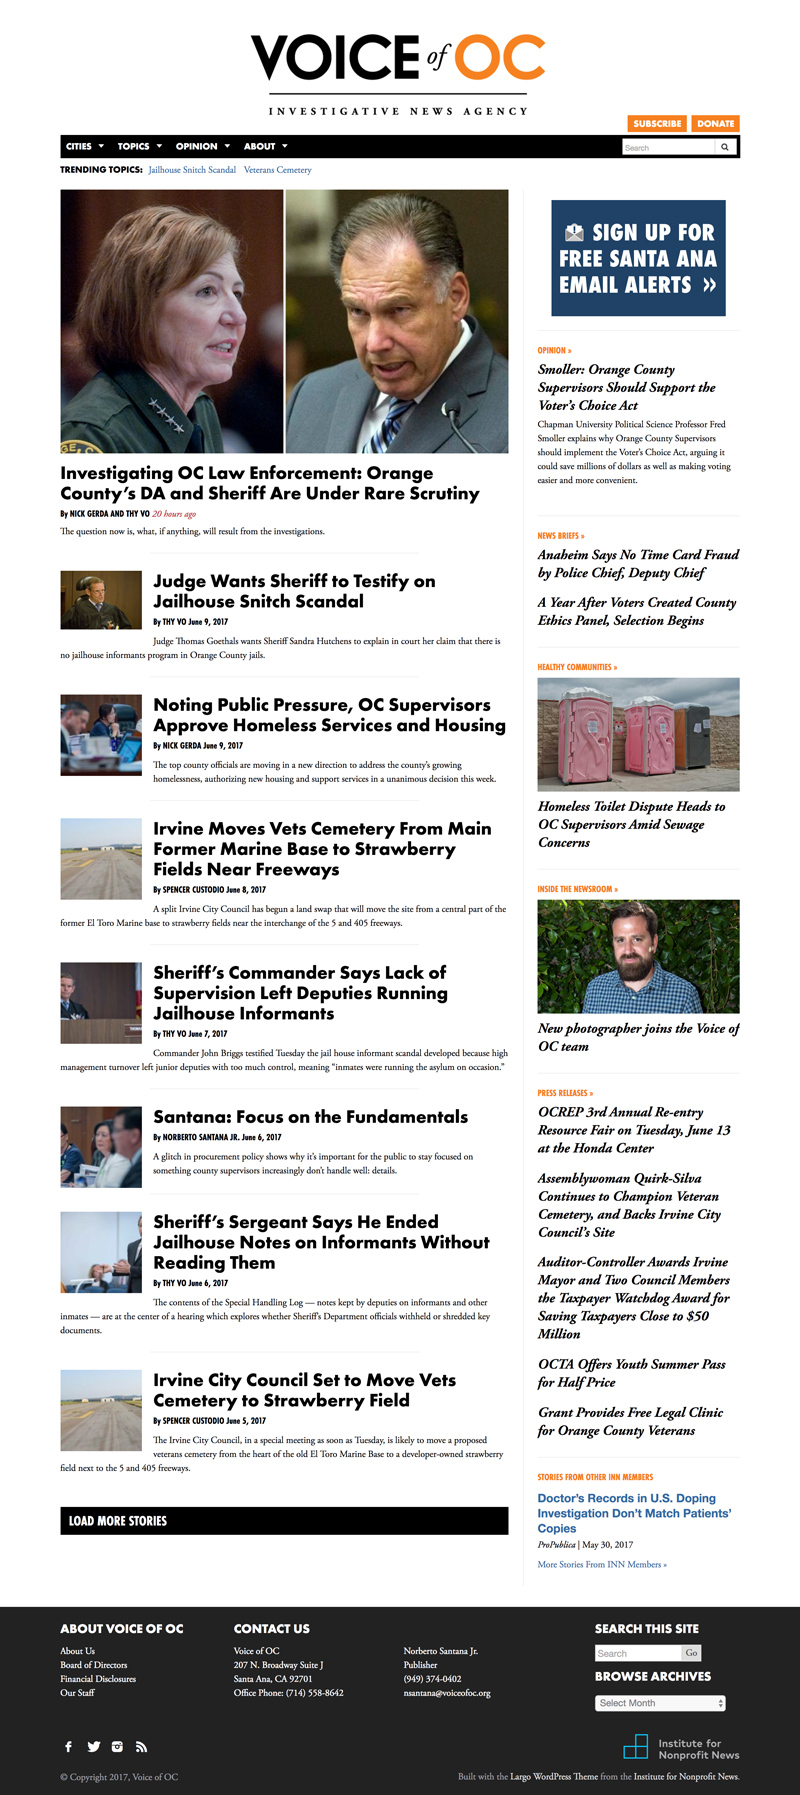 VOICE of OC
INVESTIGATIVE NEWS AGENCY
SUBSCRIBE DONATE
CITIES TOPICS OPINION ABOUT Search
TRENDING TOPICS: Jailhouse Snitch Scandal Veterans Cemetery
Investigating OC Law Enforcement: Orange
County's DA and Sheriff Are Under Rare Scrutiny
By NICK GERDA AND THY VO 20 hours ago
The question now is, what, if anything, will result from the investigations.
Judge Wants Sheriff to Testify on
Jailhouse Snitch Scandal
By THY VO June 9, 2017
Judge Thomas Goethals wants Sheriff Sandra Hutchens to explain in court her claim that there is
no jailhouse informants program in Orange County jails.
Noting Public Pressure, OC Supervisors
Approve Homeless Services and Housing
By NICK GERDA June 9, 2017
The top county officials are moving in a new direction to address the county's growing
homelessness, authorizing new housing and support services in a unanimous decision this week.
Irvine Moves Vets Cemetery From Main
Former Marine Base to Strawberry
Fields Near Freeways
By SPENCER CUSTODIO June 8, 2017
A split Irvine City Council has begun a land swap that will move the site from a central part of the
former El Toro Marine base to strawberry fields near the interchange of the 5 and 405 freeways.
Sheriff's Commander Says Lack of
Supervision Left Deputies Running
Jailhouse Informants
By THY VO June 7, 2017
Commander John Briggs testified Tuesday the jail house informant scandal developed because high
management turnover left junior deputies with too much control, meaning "inmates were running the asylum on occasion."
Santana: Focus on the Fundamentals
By NORBERTO SANTANA JR. June 6, 2017
A glitch in procurement policy shows why it's important for the public to stay focused on
something county supervisors increasingly don't handle well: details.
Sheriff's Sergeant Says He Ended
Jailhouse Notes on Informants Without
Reading Them
By THY VO June 6, 2017
The contents of the Special Handling Log — notes kept by deputies on informants and other
inmates — are at the center of a hearing which explores whether Sheriff's Department officials withheld or shredded key
documents.
Irvine City Council Set to Move Vets
Cemetery to Strawberry Field
By SPENCER CUSTODIO June 5, 2017
The Irvine City Council, in a special meeting as soon as Tuesday, is likely to move a proposed
veterans cemetery from the heart of the old El Toro Marine Base to a developer-owned strawberry
field next to the 5 and 405 freeways.
LOAD MORE STORIES
SIGN UP FOR
FREE SANTA ANA
EMAIL ALERTS »
OPINION »
Smoller: Orange County
Supervisors Should Support the
Voter's Choice Act
Chapman University Political Science Professor Fred
Smoller explains why Orange County Supervisors
should implement the Voter's Choice Act, arguing it
could save millions of dollars as well as making voting
easier and more convenient.
NEWS BRIEFS »
Anaheim Says No Time Card Fraud
by Police Chief, Deputy Chief
A Year After Voters Created County
Ethics Panel, Selection Begins
HEALTHY COMMUNITIES »
Homeless Toilet Dispute Heads to
OC Supervisors Amid Sewage
Concerns
INSIDE THE NEWSROOM »
New photographer joins the Voice of
OC team
PRESS RELEASES »
OCREP 3rd Annual Re-entry
Resource Fair on Tuesday, June 13
at the Honda Center
Assemblywoman Quirk-Silva
Continues to Champion Veteran
Cemetery, and Backs Irvine City
Council's Site
Auditor-Controller Awards Irvine
Mayor and Two Council Members
the Taxpayer Watchdog Award for
Saving Taxpayers Close to $50
Million
OCTA Offers Youth Summer Pass
for Half Price
Grant Provides Free Legal Clinic
for Orange County Veterans
STORIES FROM OTHER INN MEMBERS
Doctor's Records in U.S. Doping
Investigation Don't Match Patients'
Copies
ProPublica | May 30, 2017
More Stories From INN Members »
ABOUT VOICE OF OC
About Us
Board of Directors
Financial Disclosures
Our Staff
CONTACT US
Voice of OC
207 N. Broadway Suite J
Santa Ana, CA 92701
Office Phone: (714) 558-8642
Norberto Santana Jr.
Publisher
(949) 374-0402
nsantana@voiceofoc.org
SEARCH THIS SITE
Search Go
BROWSE ARCHIVES
Select Month
Institute for
Nonprofit News
© Copyright 2017, Voice of OC
Built with the Largo WordPress Theme from the Institute for Nonprofit News.